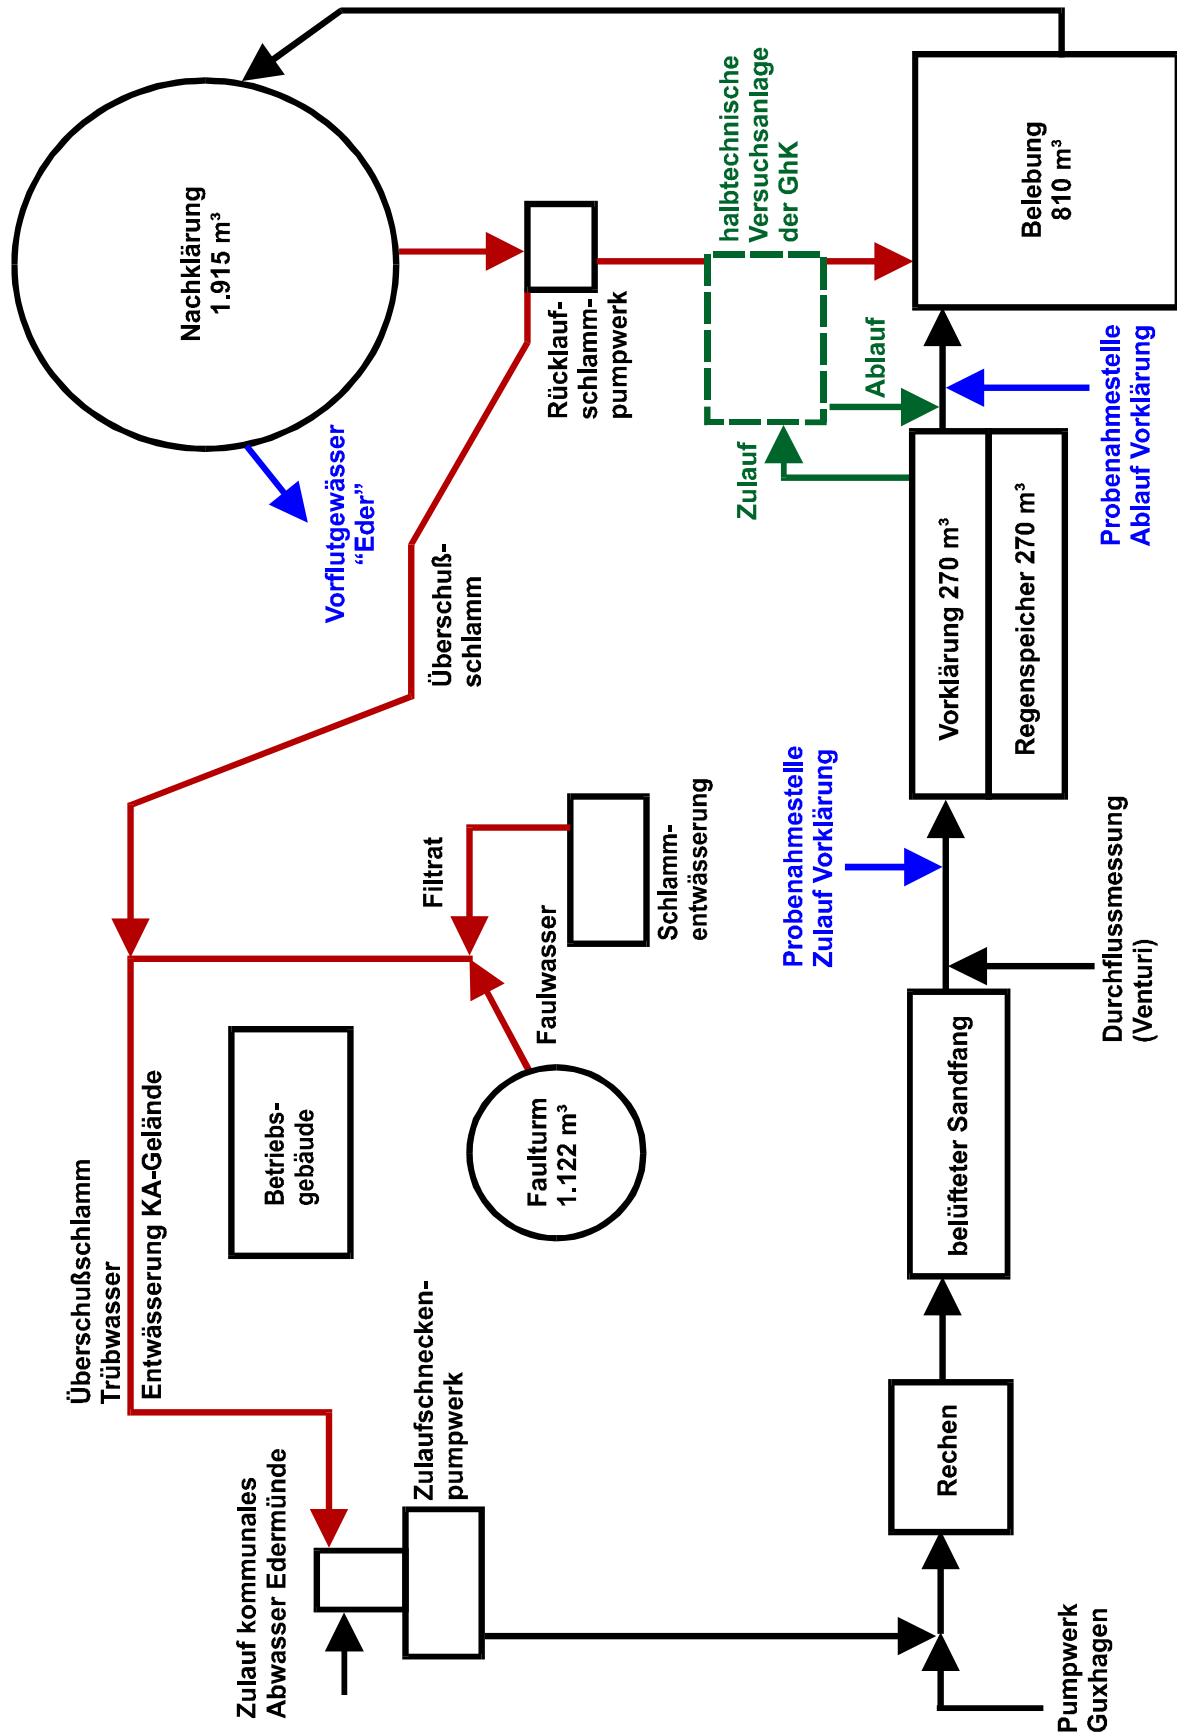 Zulauf kommunales
Abwasser Edermünde
Überschußschlamm
Trübwasser
Entwässerung KA-Gelände
Zulaufschnecken-
pumpwerk
Betriebs-
gebäude
Faulturm
1.122 m³
Faulwasser
Filtrat
Schlamm-
entwässerung
Überschuß-
schlamm
Vorflutgewässer
“Eder”
Nachklärung
1.915 m³
Rücklauf-
schlamm-
pumpwerk
halbtechnische
Versuchsanlage
der GhK
Zulauf
Ablauf
Pumpwerk
Guxhagen
Rechen
belüfteter Sandfang
Durchflussmessung
(Venturi)
Probenahmestelle
Zulauf Vorklärung
Vorklärung 270 m³
Regenspeicher 270 m³
Probenahmestelle
Ablauf Vorklärung
Belebung
810 m³